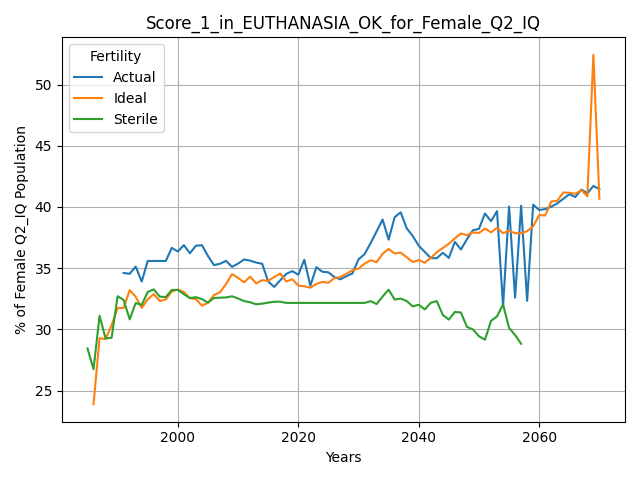 Score_1_in_EUTHANASIA_OK_for_Female_Q2_IQ
Fertility
Actual
Ideal
Sterile
% of Female Q2_IQ Population
50
45
40
35
30
25
2000
2020
2040
2060
Years